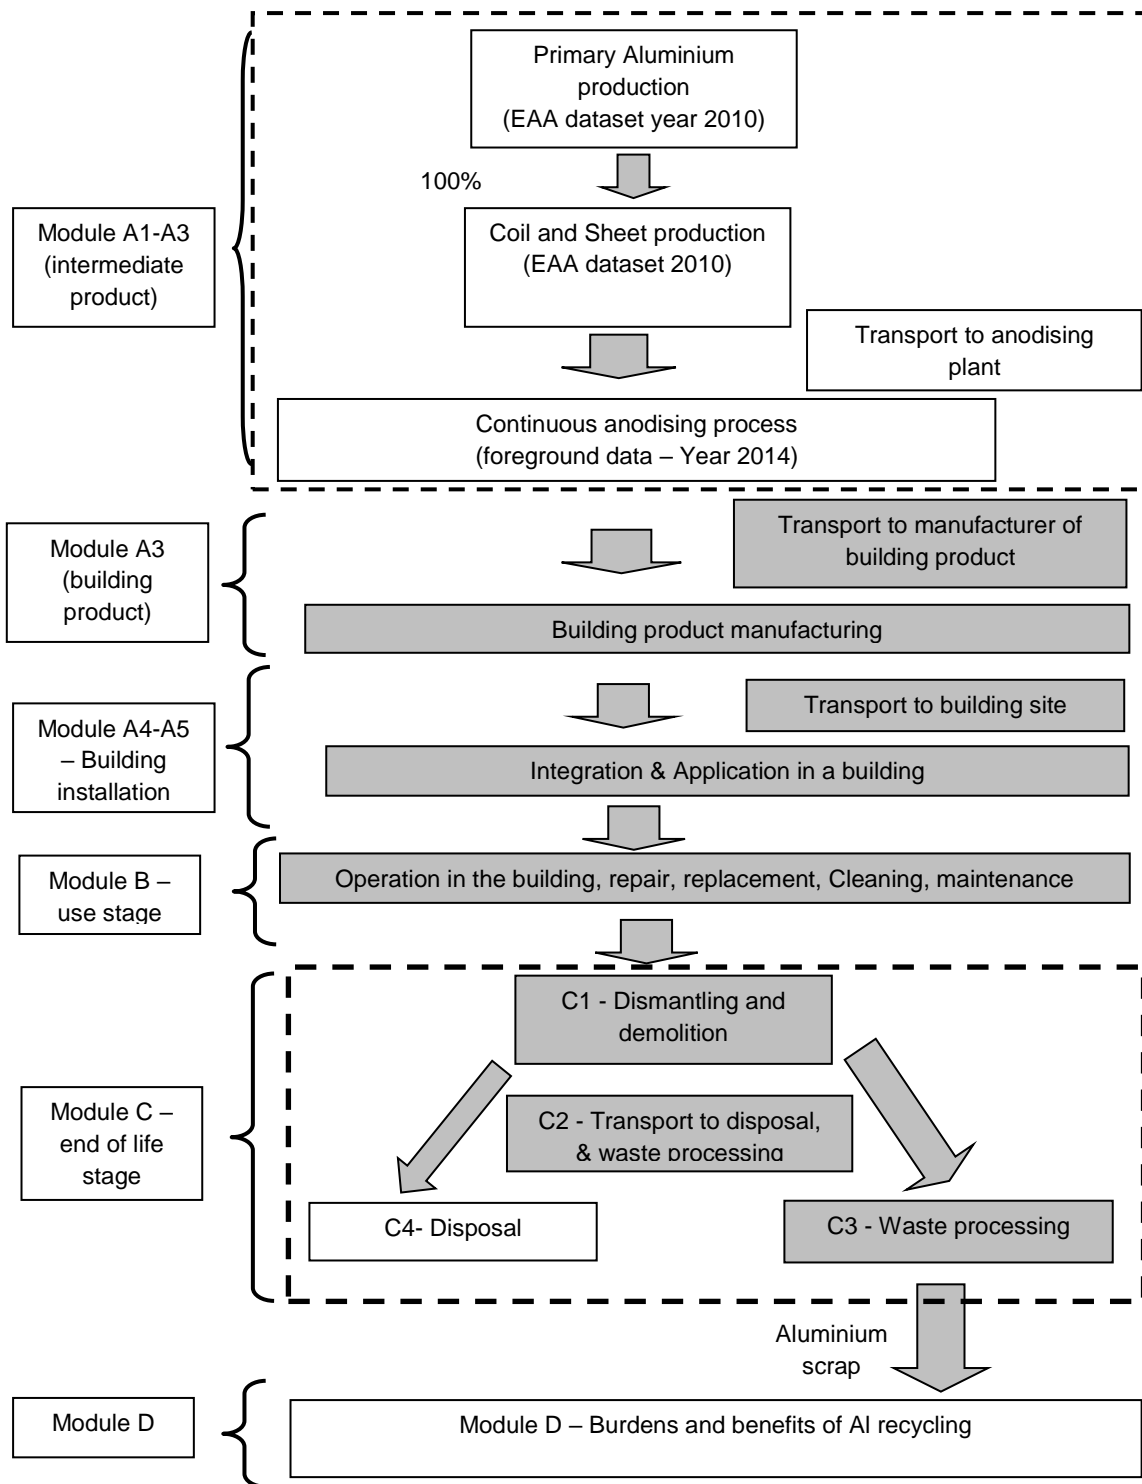 Primary Aluminium
production
(EAA dataset year 2010)
100%
Module A1-A3
(intermediate
product)
Coil and Sheet production
(EAA dataset 2010)
Transport to anodising
plant
Continuous anodising process
(foreground data – Year 2014)
Module A3
(building
product)
Transport to manufacturer of
building product
Building product manufacturing
Module A4-A5
– Building
installation
Transport to building site
Integration & Application in a building
Module B –
use stage
Operation in the building, repair, replacement, Cleaning, maintenance
Module C –
end of life
stage
C1 - Dismantling and
demolition
C2 - Transport to disposal,
& waste processing
C4- Disposal
C3 - Waste processing
Aluminium
scrap
Module D
Module D – Burdens and benefits of Al recycling